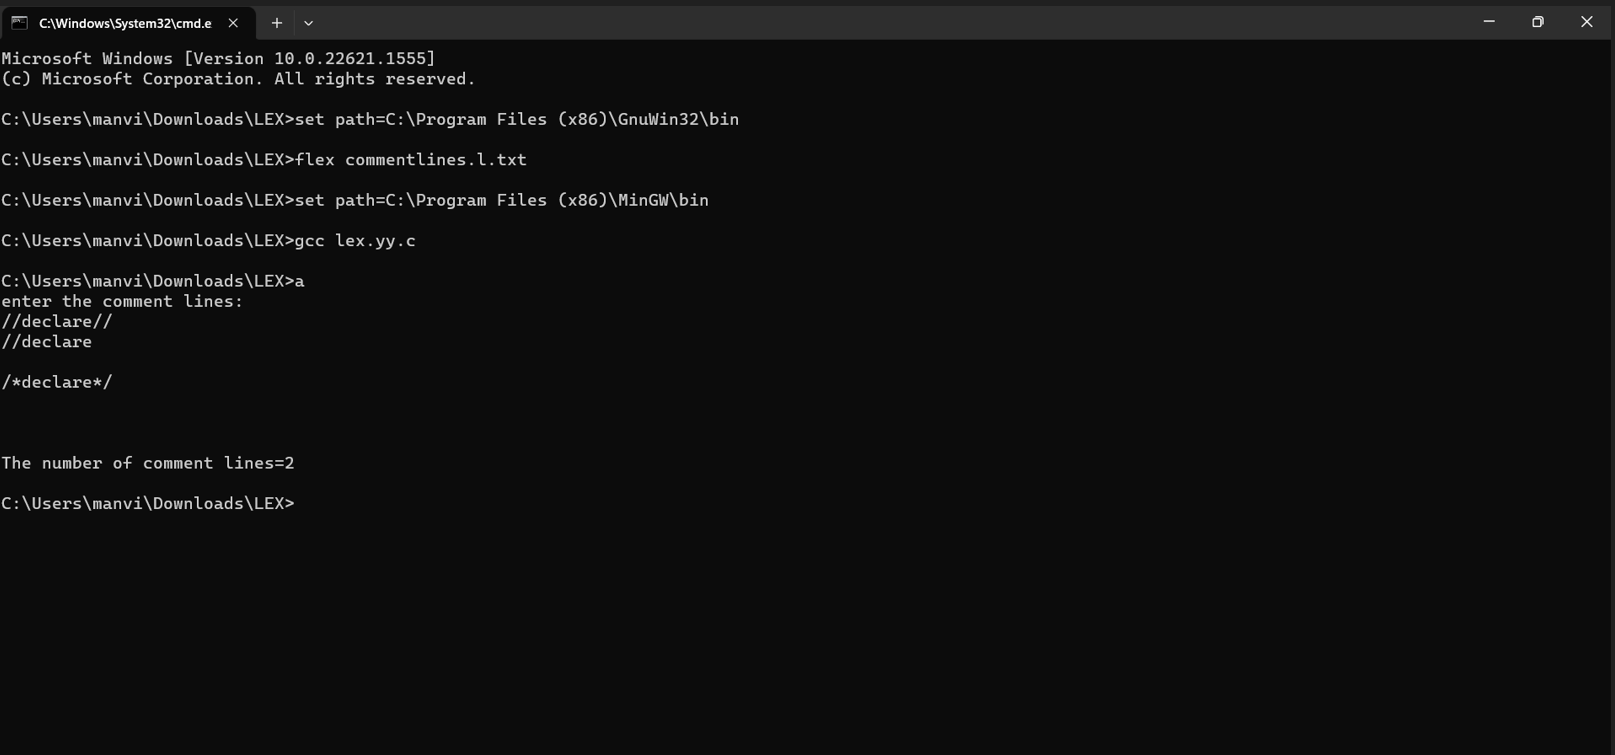 C:\Windows\System32\cmd.e
Microsoft Windows [Version 10.0.22621.1555]
(c) Microsoft Corporation. All rights reserved.
C:\Users\manvi\Downloads\LEX>set path=C:\Program Files (x86)\GnuWin32\bin
C:\Users\manvi\Downloads\LEX>flex commentlines.l.txt
C:\Users\manvi\Downloads\LEX>set path=C:\Program Files (x86)\MinGW\bin
C:\Users\manvi\Downloads\LEX>gcc lex.yy.c
C:\Users\manvi\Downloads\LEX>a
enter the comment lines:
//declare//
//declare
/*declare*/
The number of comment lines=2
C:\Users\manvi\Downloads\LEX>